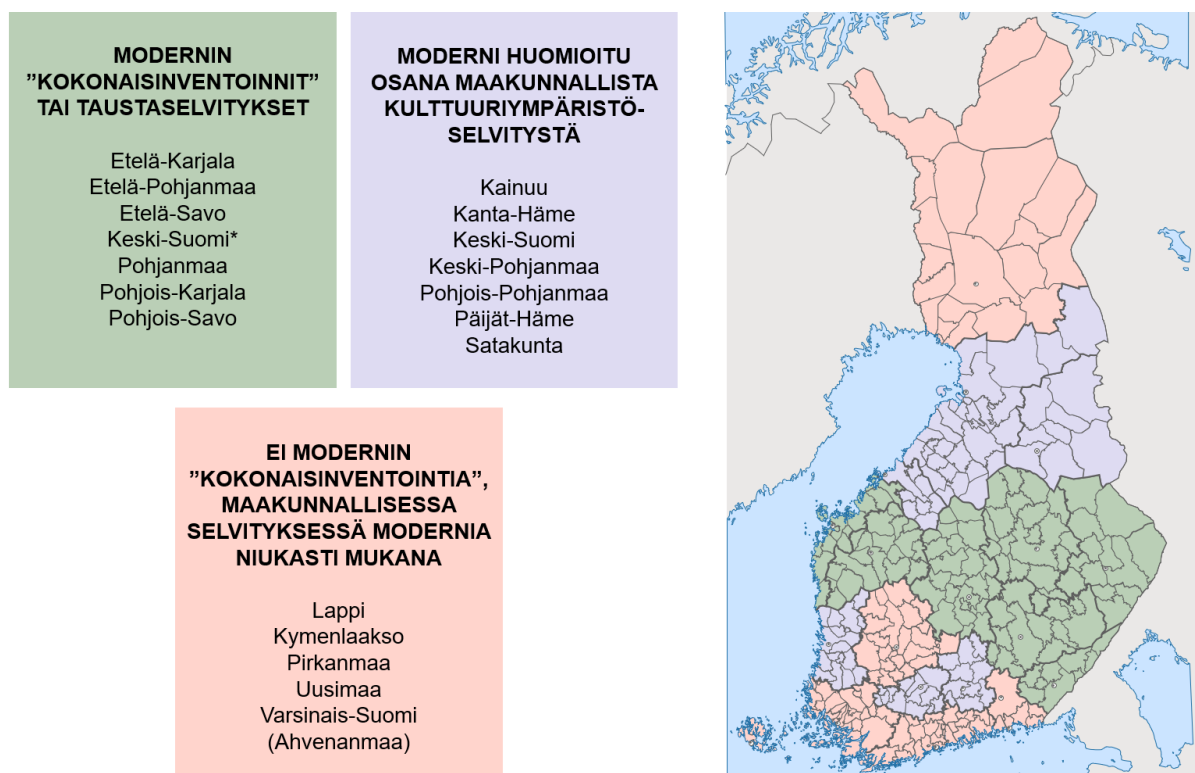 MODERNIN
”KOKONAISINVENTOINNIT”
TAI TAUSTASELVITYKSET
Etelä-Karjala
Etelä-Pohjanmaa
Etelä-Savo
Keski-Suomi*
Pohjanmaa
Pohjois-Karjala
Pohjois-Savo
MODERNI HUOMIOITU
OSANA MAAKUNNALLISTA
KULTTUURIYMPÄRISTÖ-
SELVITYSTÄ
Kainuu
Kanta-Häme
Keski-Suomi
Keski-Pohjanmaa
Pohjois-Pohjanmaa
Päijät-Häme
Satakunta
EI MODERNIN
”KOKONAISINVENTOINTIA”,
MAAKUNNALLISESSA
SELVITYKSESSÄ MODERNIA
NIUKASTI MUKANA
Lappi
Kymenlaakso
Pirkanmaa
Uusimaa
Varsinais-Suomi
(Ahvenanmaa)